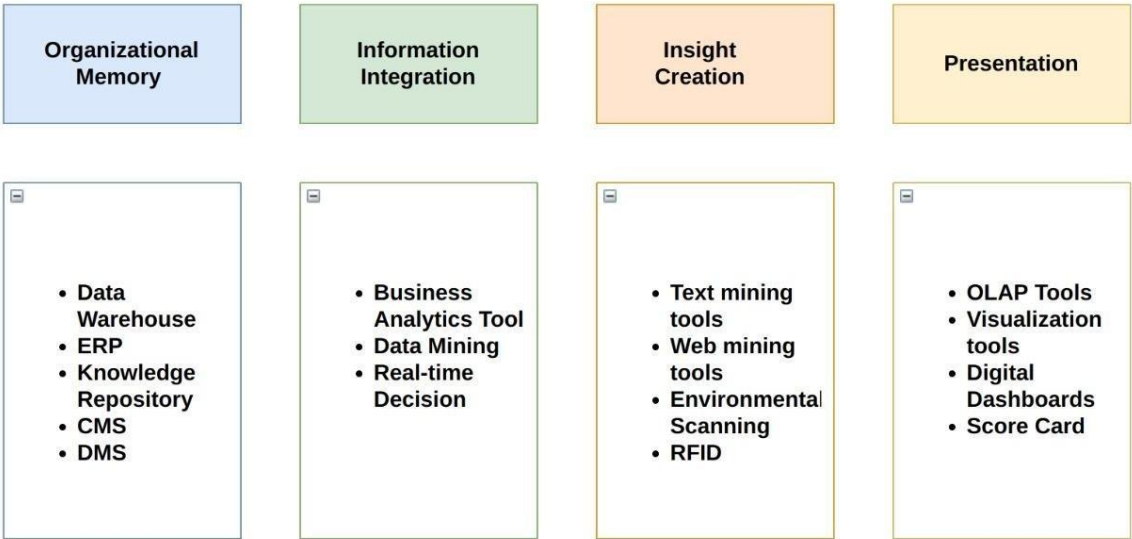 Organizational
Memory
Information
Integration
Insight
Creation
Presentation
• Data
Warehouse
• ERP
• Knowledge
Repository
• CMS
• DMS
• Business
Analytics Tool
• Data Mining
• Real-time
Decision
• Text mining
tools
• Web mining
tools
• Environmental
Scanning
• RFID
• OLAP Tools
• Visualization
tools
• Digital
Dashboards
• Score Card